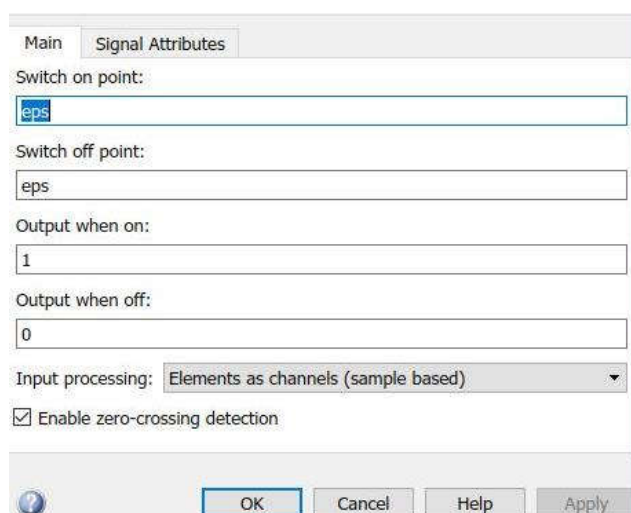 Main Signal Attributes
Switch on point:
eps
Switch off point:
eps
Output when on:
1
Output when off:
0
Input processing: Elements as channels (sample based)
Enable zero-crossing detection
? OK Cancel Help Apply